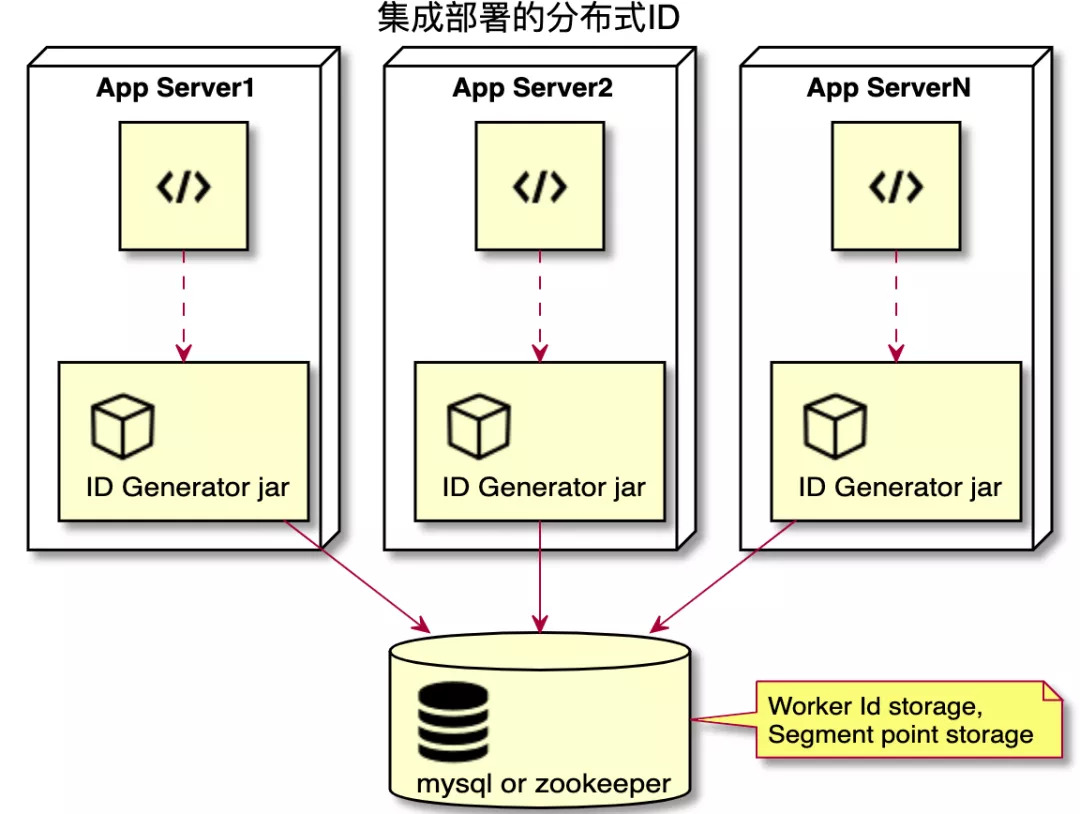 集成部署的分布式ID
App Server1
App Server2
App ServerN
</>
</>
</>
ID Generator jar
ID Generator jar
ID Generator jar
Worker Id storage,
Segment point storage
mysql or zookeeper